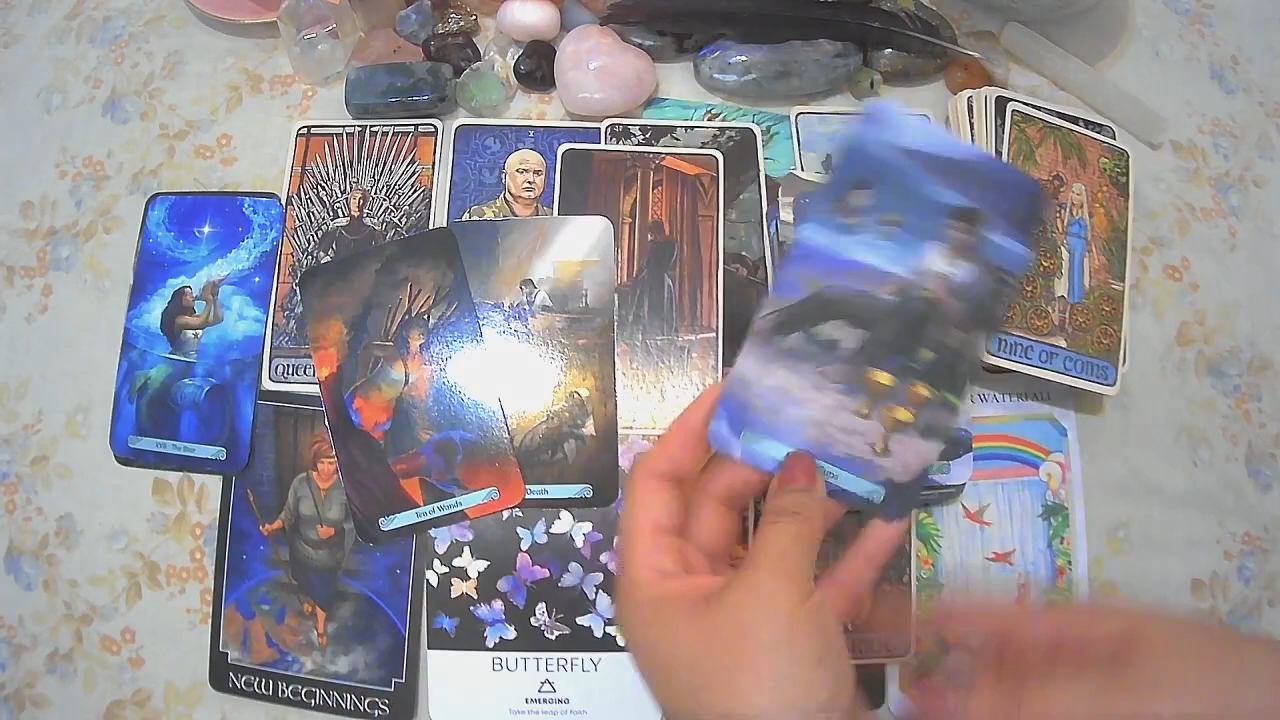 I
QUEEN
NINE OF COINS
XVII - The Star
Ten of Wands
Death
WATERFALL
NEW BEGINNINGS
BUTTERFLY
EMERGING
Take the leap of faith